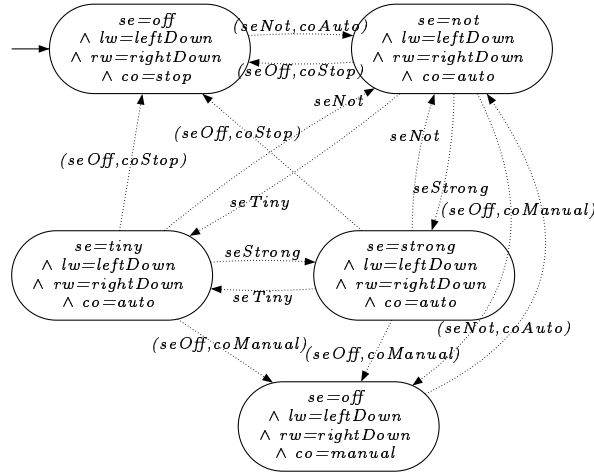 se=off
∧ lw=leftDown
∧ rw=rightDown
∧ co=stop
(seNot,coAuto)
(seOff,coStop)
se=not
∧ lw=leftDown
∧ rw=rightDown
∧ co=auto
seNot
(seOff,coStop)
seNot
(seOff,coStop)
seStrong
seTiny
(seOff,coManual)
se=tiny
∧ lw=leftDown
∧ rw=rightDown
∧ co=auto
seStrong
seTiny
se=strong
∧ lw=leftDown
∧ rw=rightDown
∧ co=auto
(seNot,coAuto)
(seOff,coManual)
(seOff,coManual)
se=off
∧ lw=leftDown
∧ rw=rightDown
∧ co=manual